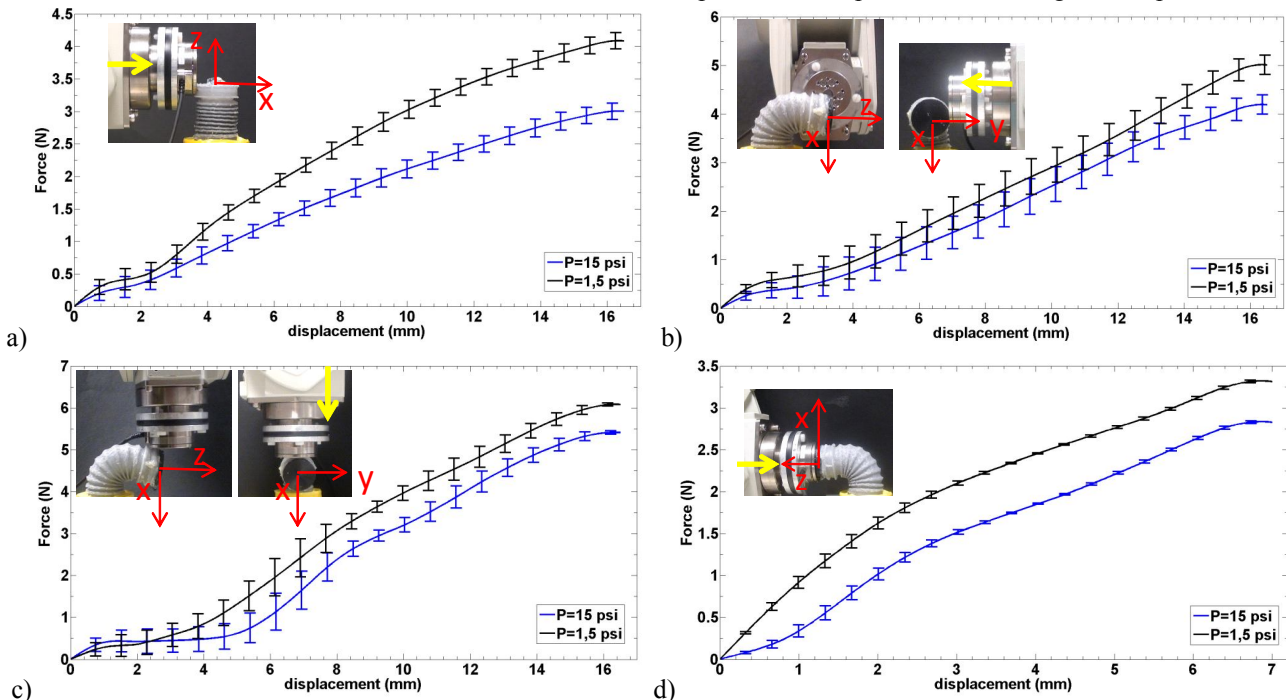 4.5
4
3.5
3
2.5
2
1.5
1
0.5
0
Force (N)
z
x
P=15 psi
P=1,5 psi
0 2 4 6 8 10 12 14 16
displacement (mm)
a)
6
5
4
3
2
1
0
Force (N)
z
x
x
y
P=15 psi
P=1,5 psi
0 2 4 6 8 10 12 14 16
displacement (mm)
b)
7
6
5
4
3
2
1
0
Force (N)
z
x
x
y
P=15 psi
P=1,5 psi
0 2 4 6 8 10 12 14 16
displacement (mm)
c)
3.5
3
2.5
2
1.5
1
0.5
0
Force (N)
x
z
P=15 psi
P=1,5 psi
0 1 2 3 4 5 6 7
displacement (mm)
d)